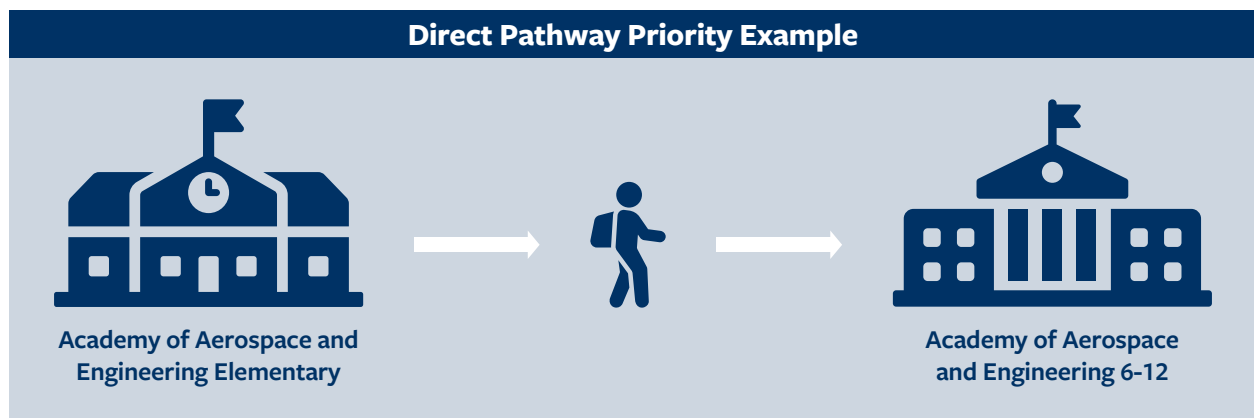 Direct Pathway Priority Example
Academy of Aerospace and
Engineering Elementary
Academy of Aerospace
and Engineering 6-12